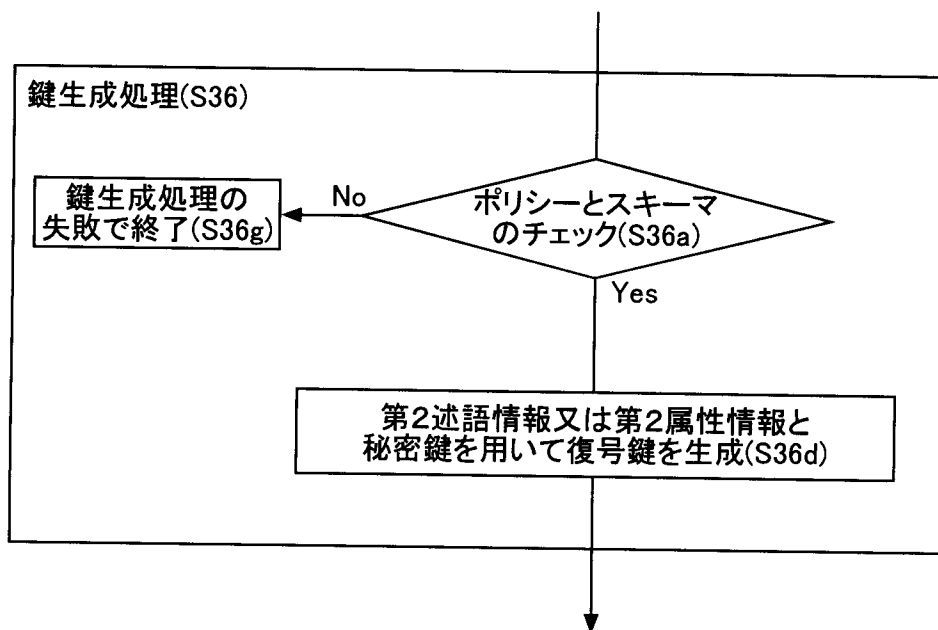 鍵生成処理(S36)
鍵生成処理の
失敗で終了(S36g)
No
ポリシーとスキーマ
のチェック(S36a)
Yes
第2述語情報又は第2属性情報と
秘密鍵を用いて復号鍵を生成(S36d)